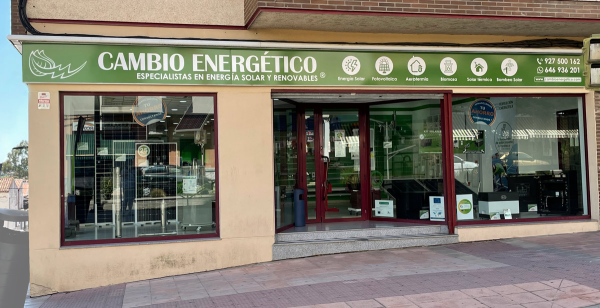 CAMBIO ENERGÉTICO
ESPECIALISTAS EN ENERGÍA SOLAR Y RENOVABLES®
Energía Solar
Fotovoltaica
Aerotermia
Biomasa
Solar Térmica
Bombeo Solar
927 500 162
646 936 201